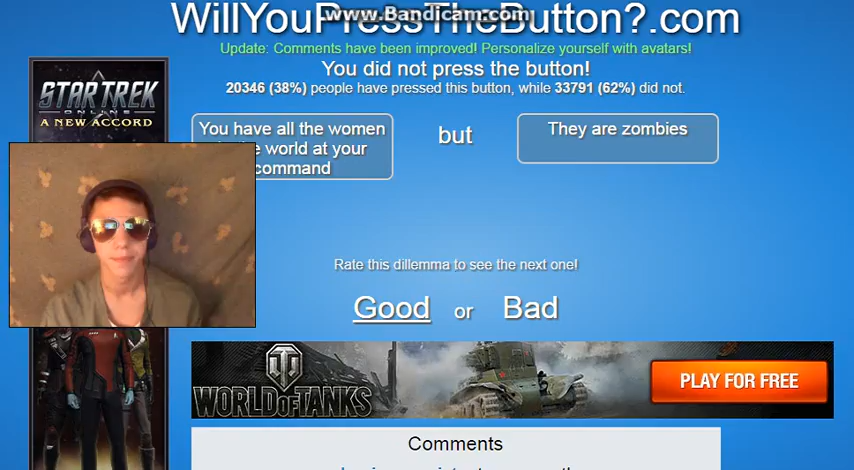 www.Bandicam.com
WillYouPressTheButton?.com
Update: Comments have been improved! Personalize yourself with avatars!
You did not press the button!
20346 (38%) people have pressed this button, while 33791 (62%) did not.
STAR TREK
ONLINE
A NEW ACCORD
You have all the women
the world at your
command
but
They are zombies
Rate this dillemma to see the next one!
Good or Bad
WORLD OF TANKS
PLAY FOR FREE
Comments